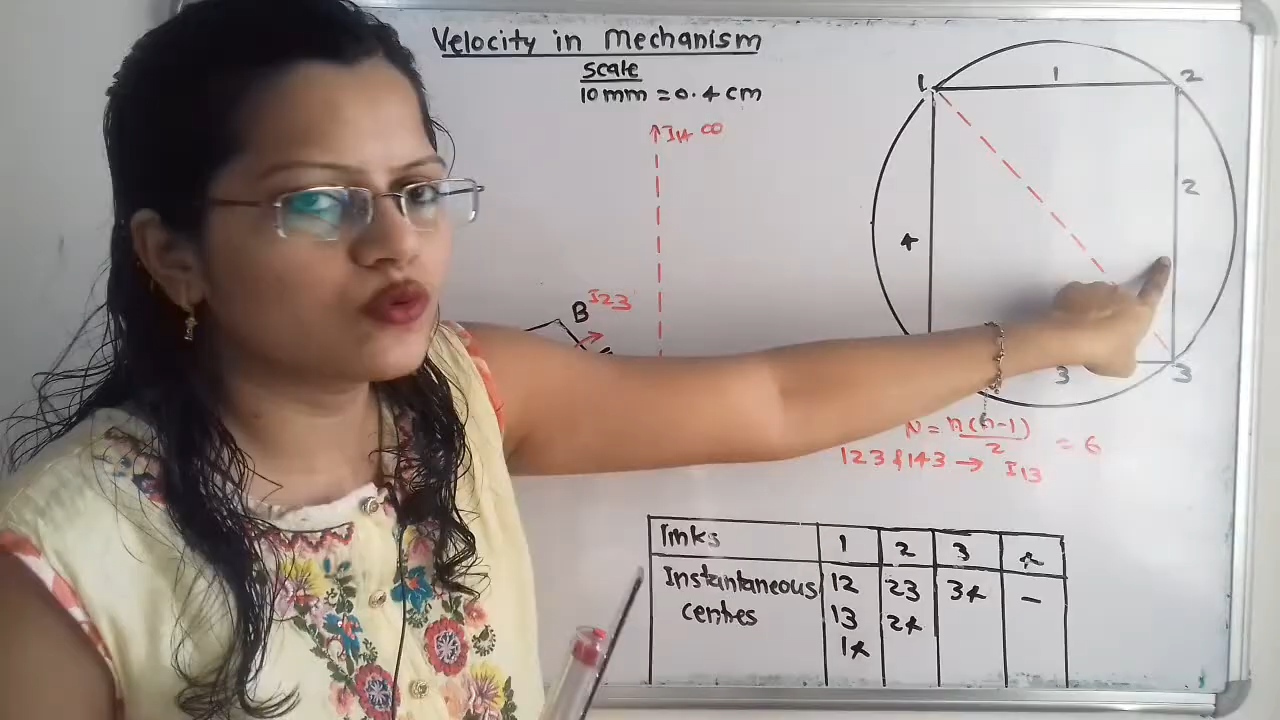 Velocity in Mechanism
Scale
10 mm = 0.4 cm
I14 ∞
B I23
1 1 2
4
2
3 3
N = n(n-1)/2 = 6
123 & 143 → I13
links 1 2 3 4
Instantaneous 12 23 34 -
centres 13 24
14